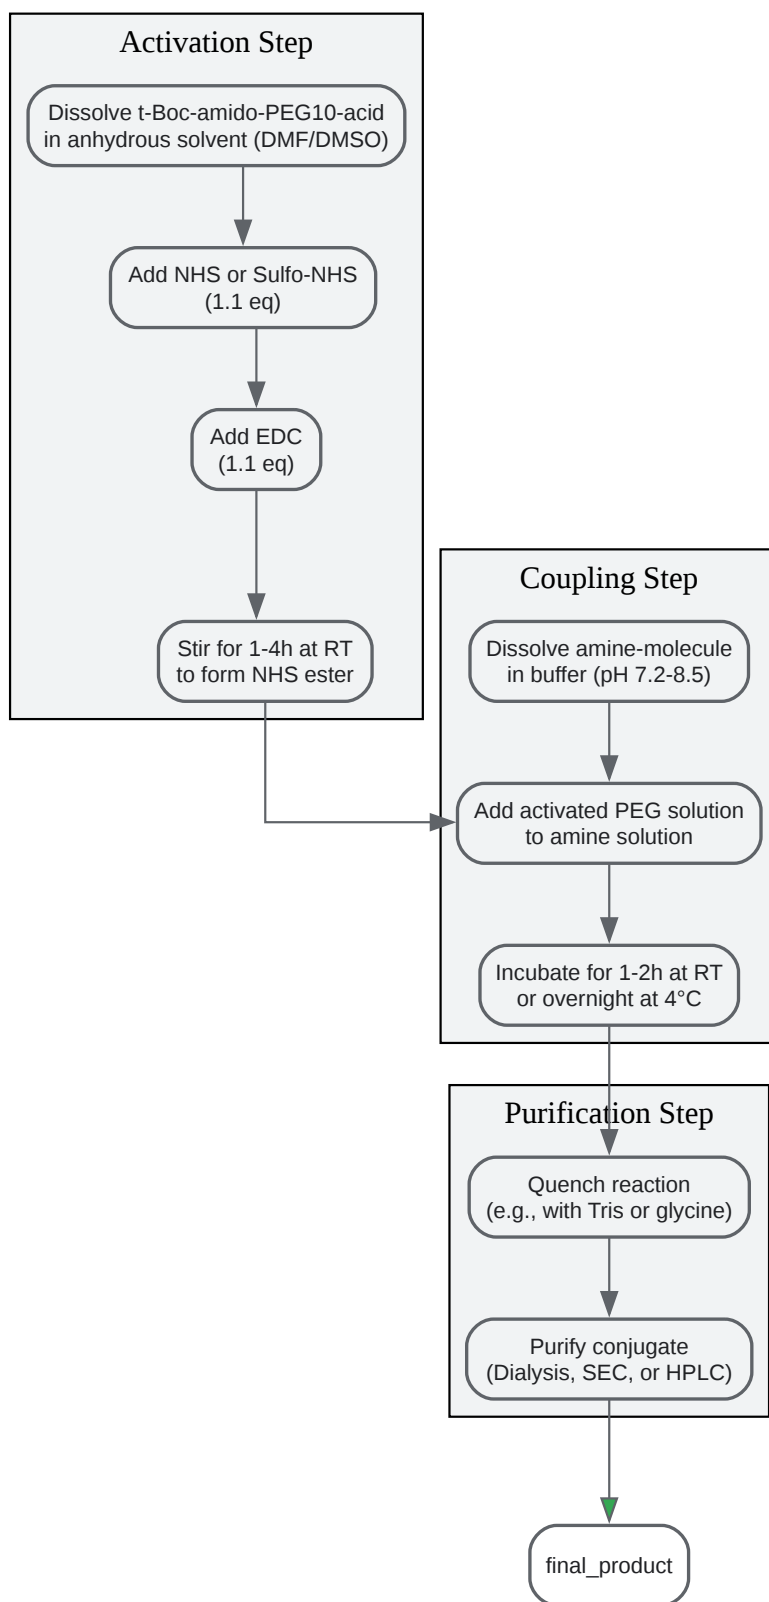 Activation Step
Dissolve t-Boc-amido-PEG10-acid
in anhydrous solvent (DMF/DMSO)
Add NHS or Sulfo-NHS
(1.1 eq)
Add EDC
(1.1 eq)
Stir for 1-4h at RT
to form NHS ester
Coupling Step
Dissolve amine-molecule
in buffer (pH 7.2-8.5)
Add activated PEG solution
to amine solution
Incubate for 1-2h at RT
or overnight at 4°C
Purification Step
Quench reaction
(e.g., with Tris or glycine)
Purify conjugate
(Dialysis, SEC, or HPLC)
final_product